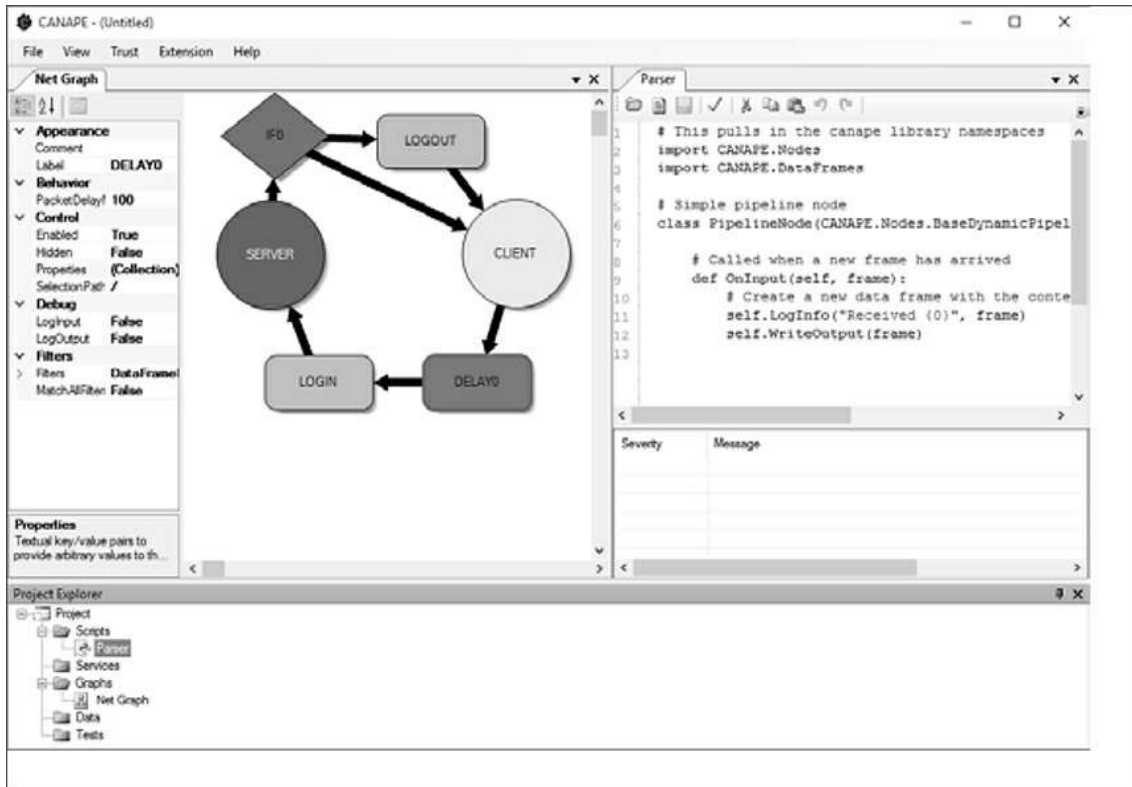 CANAPE - (Untitled)
File View Trust Extension Help
Net Graph
Appearance
Comment
Label DELAY0
Behavior
PacketDelayM 100
Control
Enabled True
Hidden False
Properties (Collection)
SelectionPath /
Debug
LogInput False
LogOutput False
Filters
Filters DataFrameI
MatchAllFilters False
Properties
Textual key/value pairs to
provide arbitrary values to th...
IF0
LOGOUT
SERVER
CLIENT
LOGIN
DELAY0
Parser
1 # This pulls in the canape library namespaces
2 import CANAPE.Nodes
3 import CANAPE.DataFrames
4
5 # Simple pipeline node
6 class PipelineNode(CANAPE.Nodes.BaseDynamicPipel
7
8 # Called when a new frame has arrived
9 def OnInput(self, frame):
10 # Create a new data frame with the conte
11 self.LogInfo("Received {0}", frame)
12 self.WriteOutput(frame)
13
Severity Message
Project Explorer
Project
Scripts
Parser
Services
Graphs
Net Graph
Data
Tests